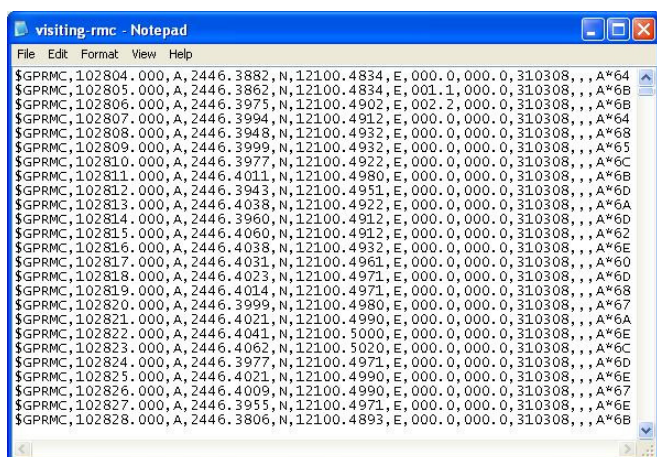 visiting-rmc - Notepad
File Edit Format View Help
$GPRMC,102804.000,A,2446.3882,N,12100.4834,E,000.0,000.0,310308,,,A*64
$GPRMC,102805.000,A,2446.3862,N,12100.4834,E,001.1,000.0,310308,,,A*6B
$GPRMC,102806.000,A,2446.3975,N,12100.4902,E,002.2,000.0,310308,,,A*6B
$GPRMC,102807.000,A,2446.3994,N,12100.4912,E,000.0,000.0,310308,,,A*64
$GPRMC,102808.000,A,2446.3948,N,12100.4932,E,000.0,000.0,310308,,,A*68
$GPRMC,102809.000,A,2446.3999,N,12100.4932,E,000.0,000.0,310308,,,A*65
$GPRMC,102810.000,A,2446.3977,N,12100.4922,E,000.0,000.0,310308,,,A*6C
$GPRMC,102811.000,A,2446.4011,N,12100.4980,E,000.0,000.0,310308,,,A*6B
$GPRMC,102812.000,A,2446.3943,N,12100.4951,E,000.0,000.0,310308,,,A*6D
$GPRMC,102813.000,A,2446.4038,N,12100.4922,E,000.0,000.0,310308,,,A*6A
$GPRMC,102814.000,A,2446.3960,N,12100.4912,E,000.0,000.0,310308,,,A*6D
$GPRMC,102815.000,A,2446.4060,N,12100.4912,E,000.0,000.0,310308,,,A*62
$GPRMC,102816.000,A,2446.4038,N,12100.4932,E,000.0,000.0,310308,,,A*6E
$GPRMC,102817.000,A,2446.4031,N,12100.4961,E,000.0,000.0,310308,,,A*60
$GPRMC,102818.000,A,2446.4023,N,12100.4971,E,000.0,000.0,310308,,,A*6D
$GPRMC,102819.000,A,2446.4014,N,12100.4971,E,000.0,000.0,310308,,,A*68
$GPRMC,102820.000,A,2446.3999,N,12100.4980,E,000.0,000.0,310308,,,A*67
$GPRMC,102821.000,A,2446.4021,N,12100.4990,E,000.0,000.0,310308,,,A*6A
$GPRMC,102822.000,A,2446.4041,N,12100.5000,E,000.0,000.0,310308,,,A*6E
$GPRMC,102823.000,A,2446.4062,N,12100.5020,E,000.0,000.0,310308,,,A*6C
$GPRMC,102824.000,A,2446.3977,N,12100.4971,E,000.0,000.0,310308,,,A*6D
$GPRMC,102825.000,A,2446.4021,N,12100.4990,E,000.0,000.0,310308,,,A*6E
$GPRMC,102826.000,A,2446.4009,N,12100.4990,E,000.0,000.0,310308,,,A*67
$GPRMC,102827.000,A,2446.3955,N,12100.4971,E,000.0,000.0,310308,,,A*6E
$GPRMC,102828.000,A,2446.3806,N,12100.4893,E,000.0,000.0,310308,,,A*6B